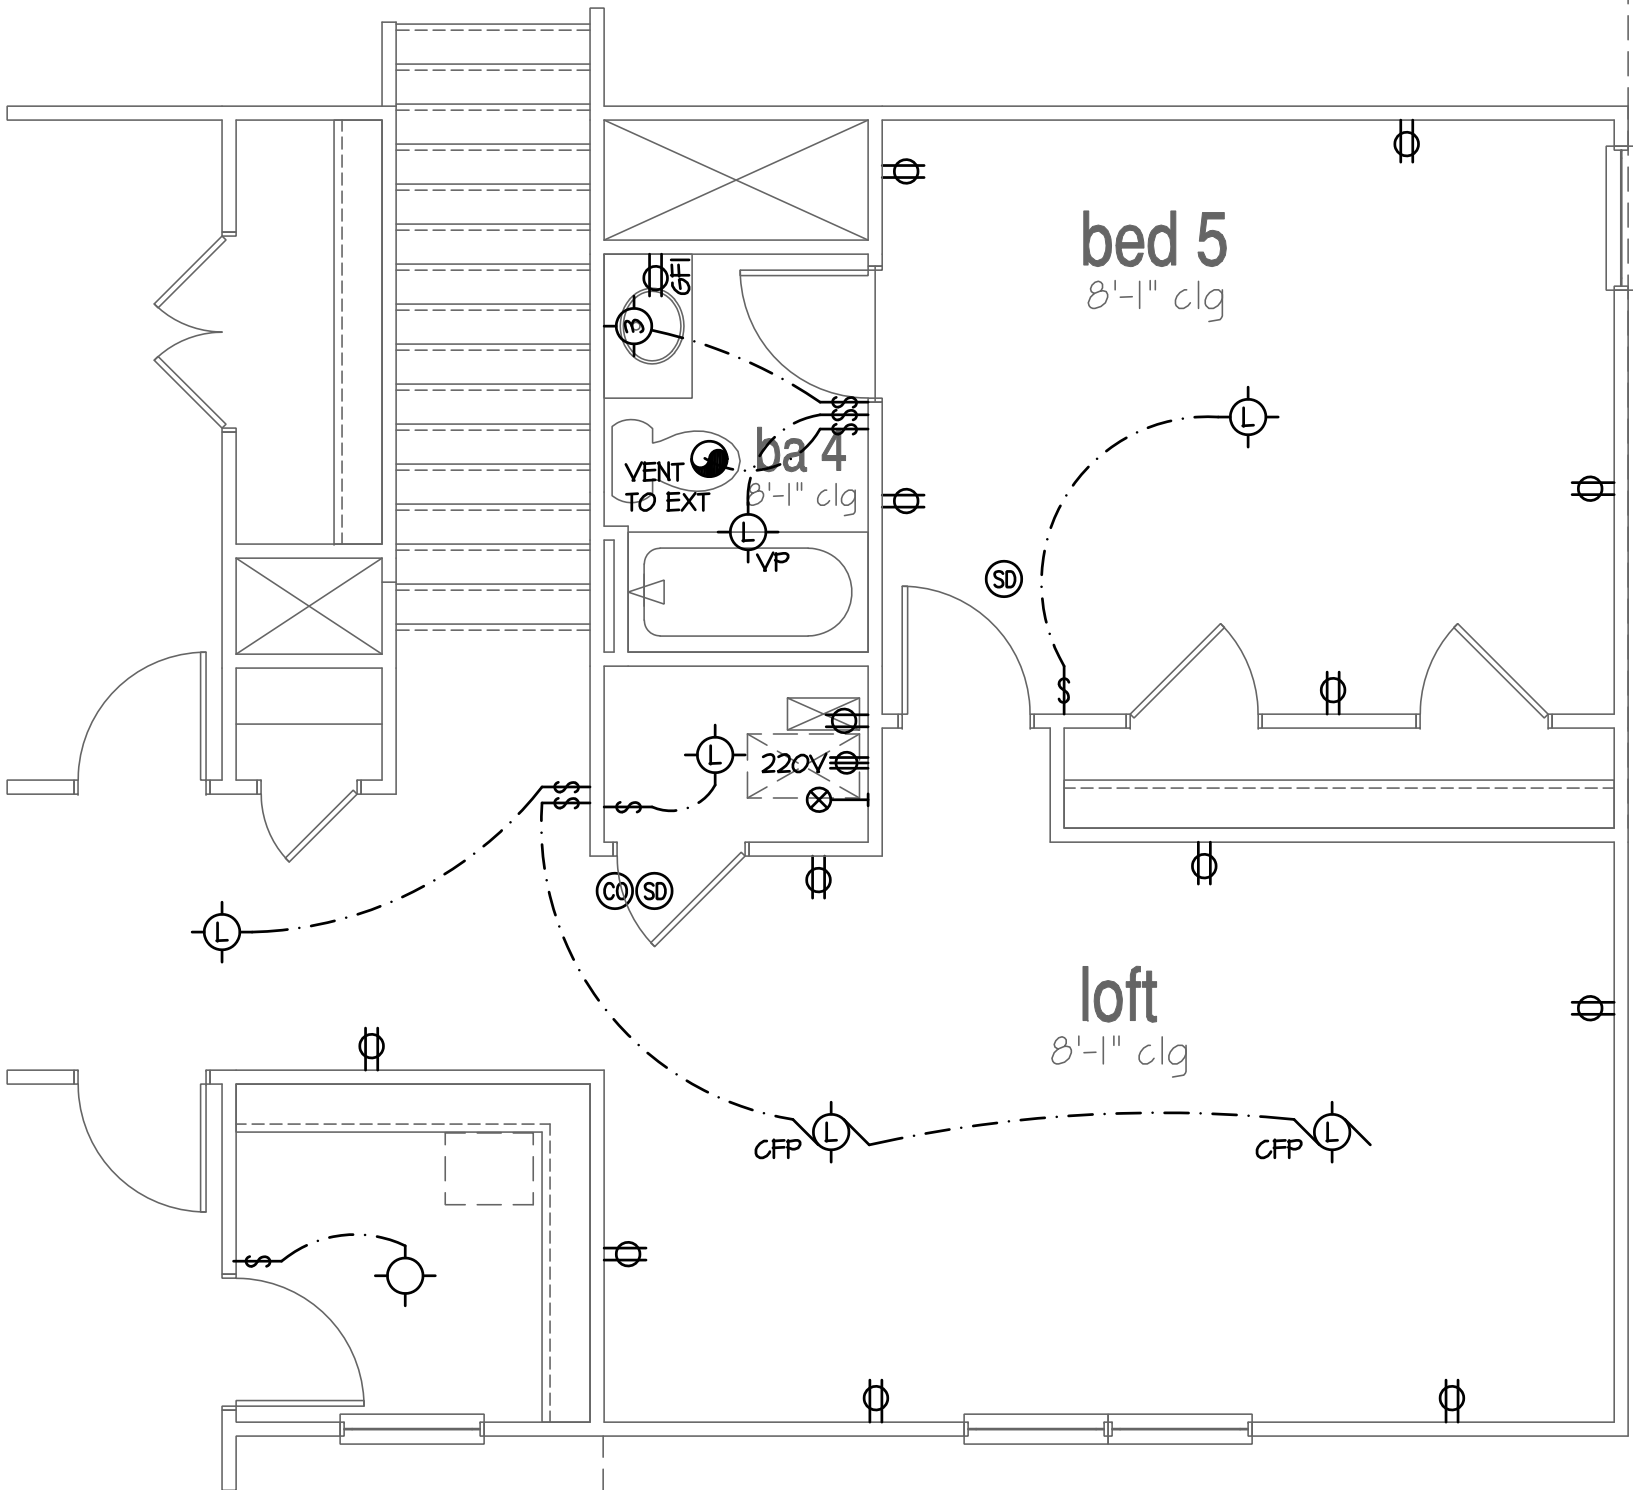 GFI
bed 5
8'-1" clg
3
S
S
S
L
ba 4
VENT
TO EXT
8'-1" clg
L
VP
SD
S
L
220V
S
S
S
CO
SD
L
loft
8'-1" clg
L
CFP
L
CFP
S